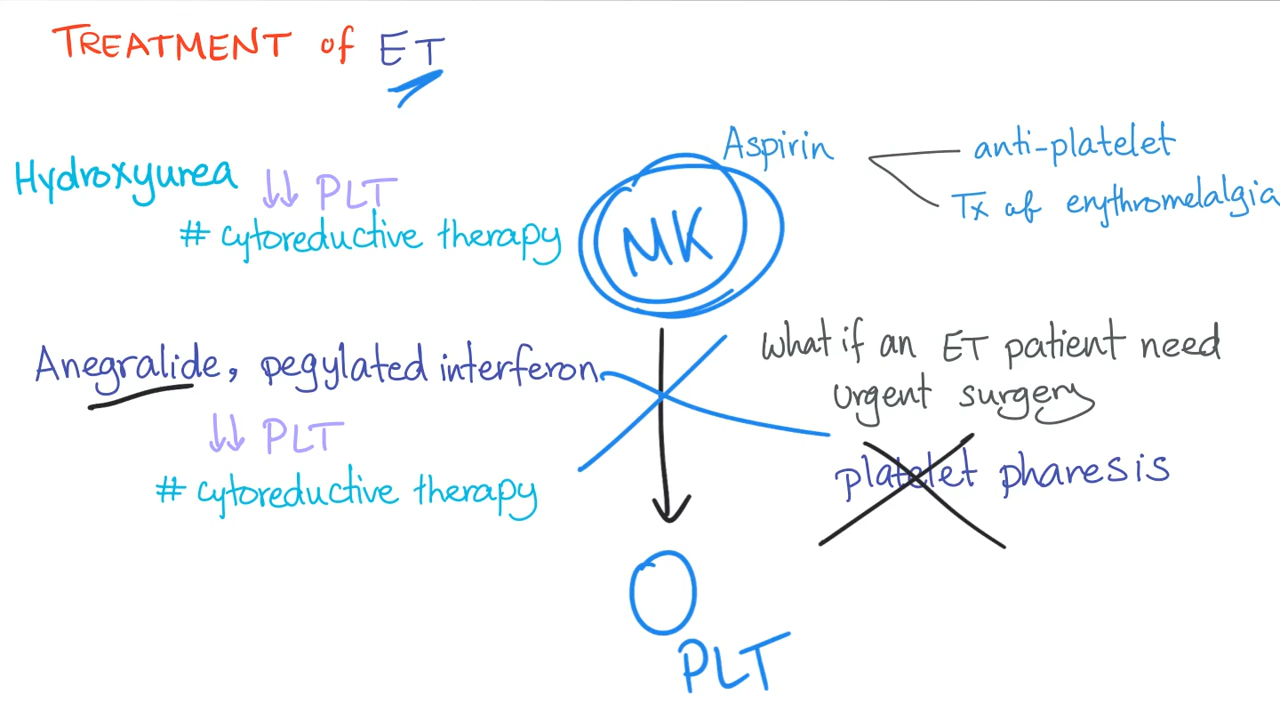 TREATMENT of ET
Hydroxyurea ↓↓ PLT
# cytoreductive therapy
Anegralide, pegylated interferon
↓↓ PLT
# cytoreductive therapy
MK
PLT
Aspirin
anti-platelet
Tx of erythromelalgia
What if an ET patient need
urgent surgery
platelet pharesis